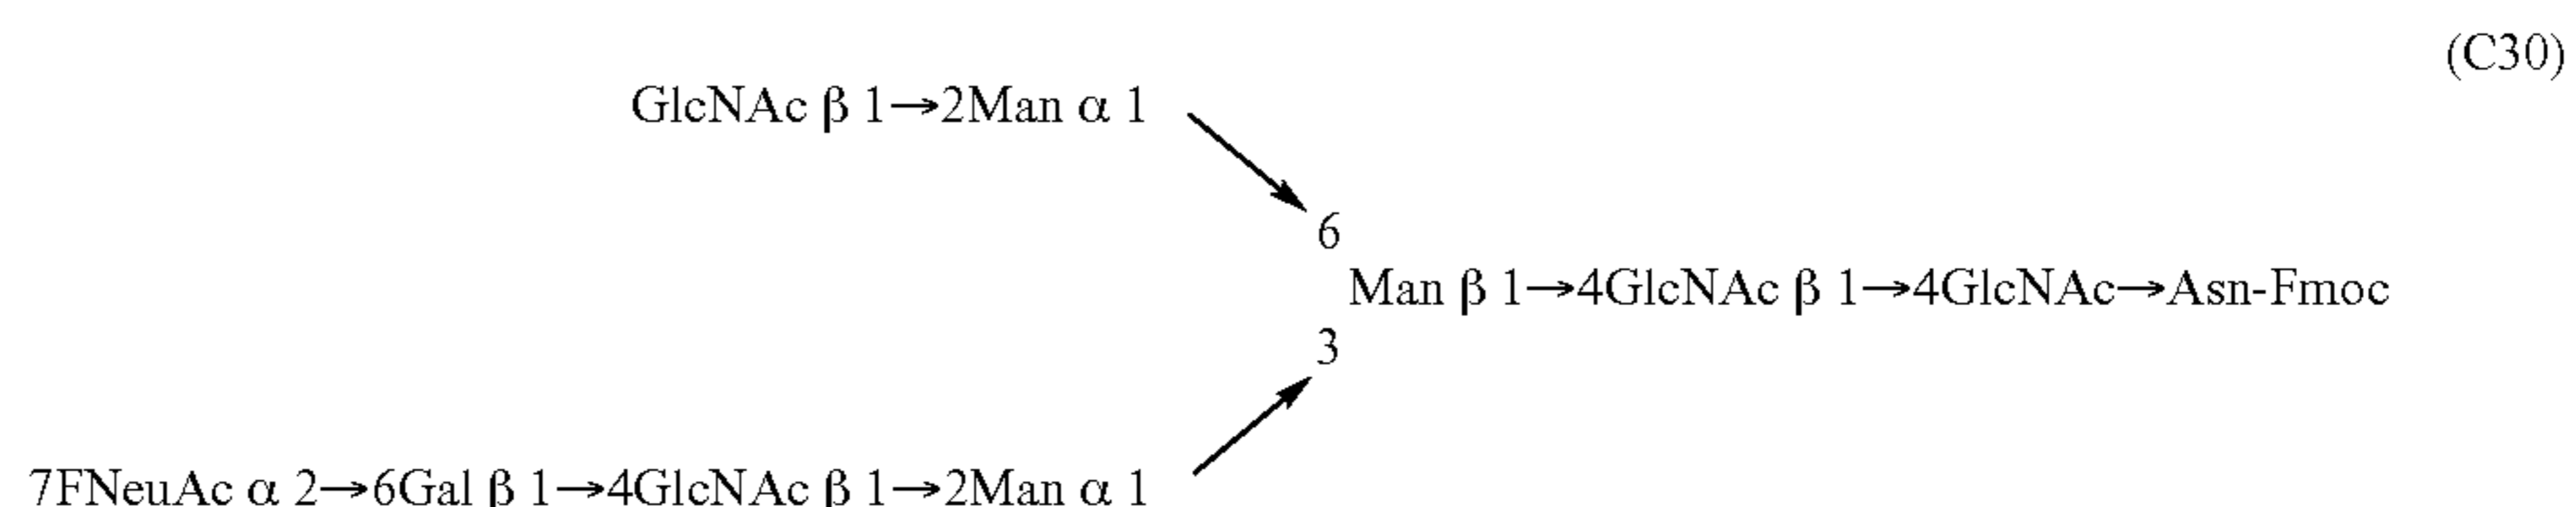 (C30)
GlcNAc β 1→2Man α 1
6
Man β 1→4GlcNAc β 1→4GlcNAc→Asn-Fmoc
3
7FNeuAc α 2→6Gal β 1→4GlcNAc β 1→2Man α 1